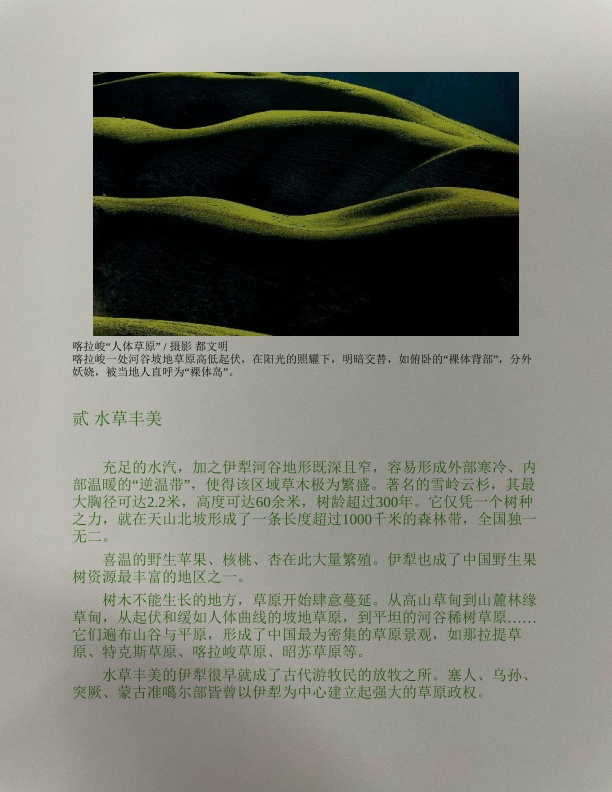 喀拉峻“人体草原” / 摄影 都文明
喀拉峻一处河谷坡地草原高低起伏，在阳光的照耀下，明暗交替，如俯卧的“裸体背部”，分外
妖娆，被当地人直呼为“裸体岛”。
贰 水草丰美
充足的水汽，加之伊犁河谷地形既深且窄，容易形成外部寒冷、内
部温暖的“逆温带”，使得该区域草木极为繁盛。著名的雪岭云杉，其最
大胸径可达2.2米，高度可达60余米，树龄超过300年。它仅凭一个树种
之力，就在天山北坡形成了一条长度超过1000千米的森林带，全国独一
无二。
喜温的野生苹果、核桃、杏在此大量繁殖。伊犁也成了中国野生果
树资源最丰富的地区之一。
树木不能生长的地方，草原开始肆意蔓延。从高山草甸到山麓林缘
草甸，从起伏和缓如人体曲线的坡地草原，到平坦的河谷稀树草原……
它们遍布山谷与平原，形成了中国最为密集的草原景观，如那拉提草
原、特克斯草原、喀拉峻草原、昭苏草原等。
水草丰美的伊犁很早就成了古代游牧民的放牧之所。塞人、乌孙、
突厥、蒙古准噶尔部皆曾以伊犁为中心建立起强大的草原政权。